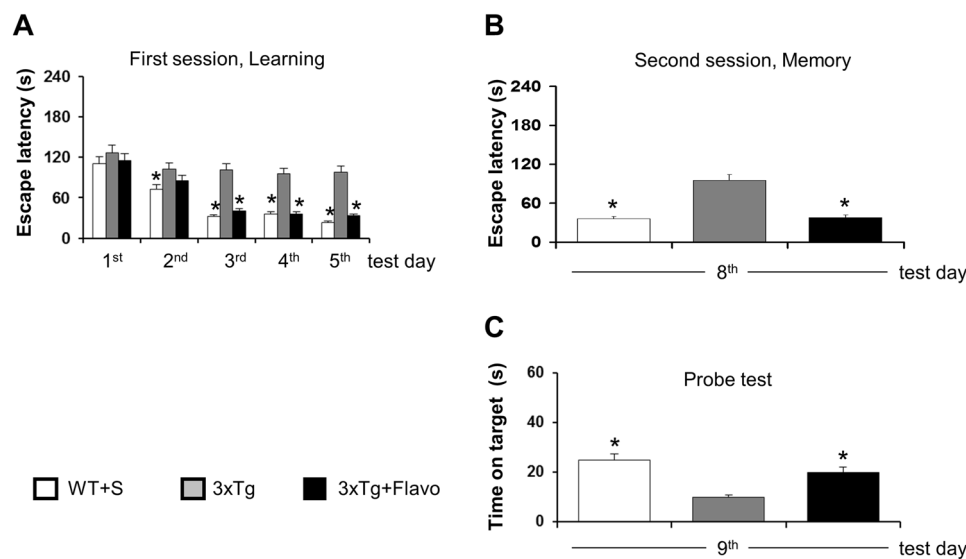 A
First session, Learning
Escape latency (s)
240
180
120
60
0
* * * * * * *
1st 2nd 3rd 4th 5th test day
B
Second session, Memory
Escape latency (s)
240
180
120
90
60
30
0
* *
8th test day
C
Probe test
Time on target (s)
60
40
20
0
* *
9th test day
WT+S 3xTg 3xTg+Flavo